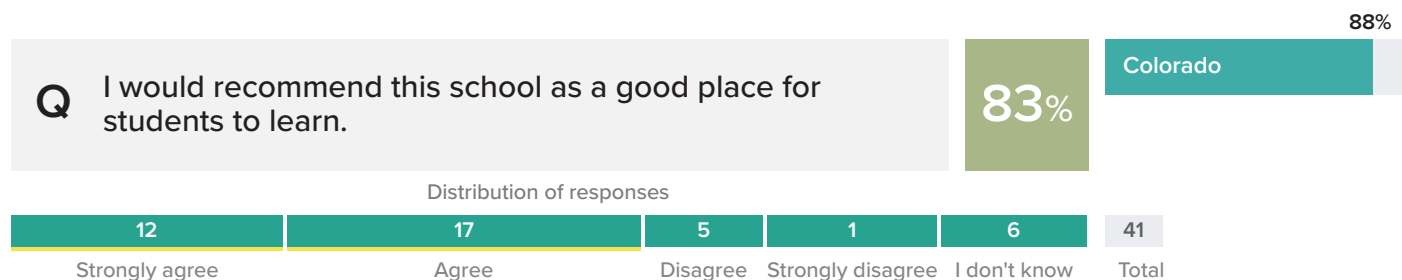 88%
Q
I would recommend this school as a good place for
students to learn.
83%
Colorado
Distribution of responses
12 17 5 1 6 41
Strongly agree Agree Disagree Strongly disagree I don't know Total